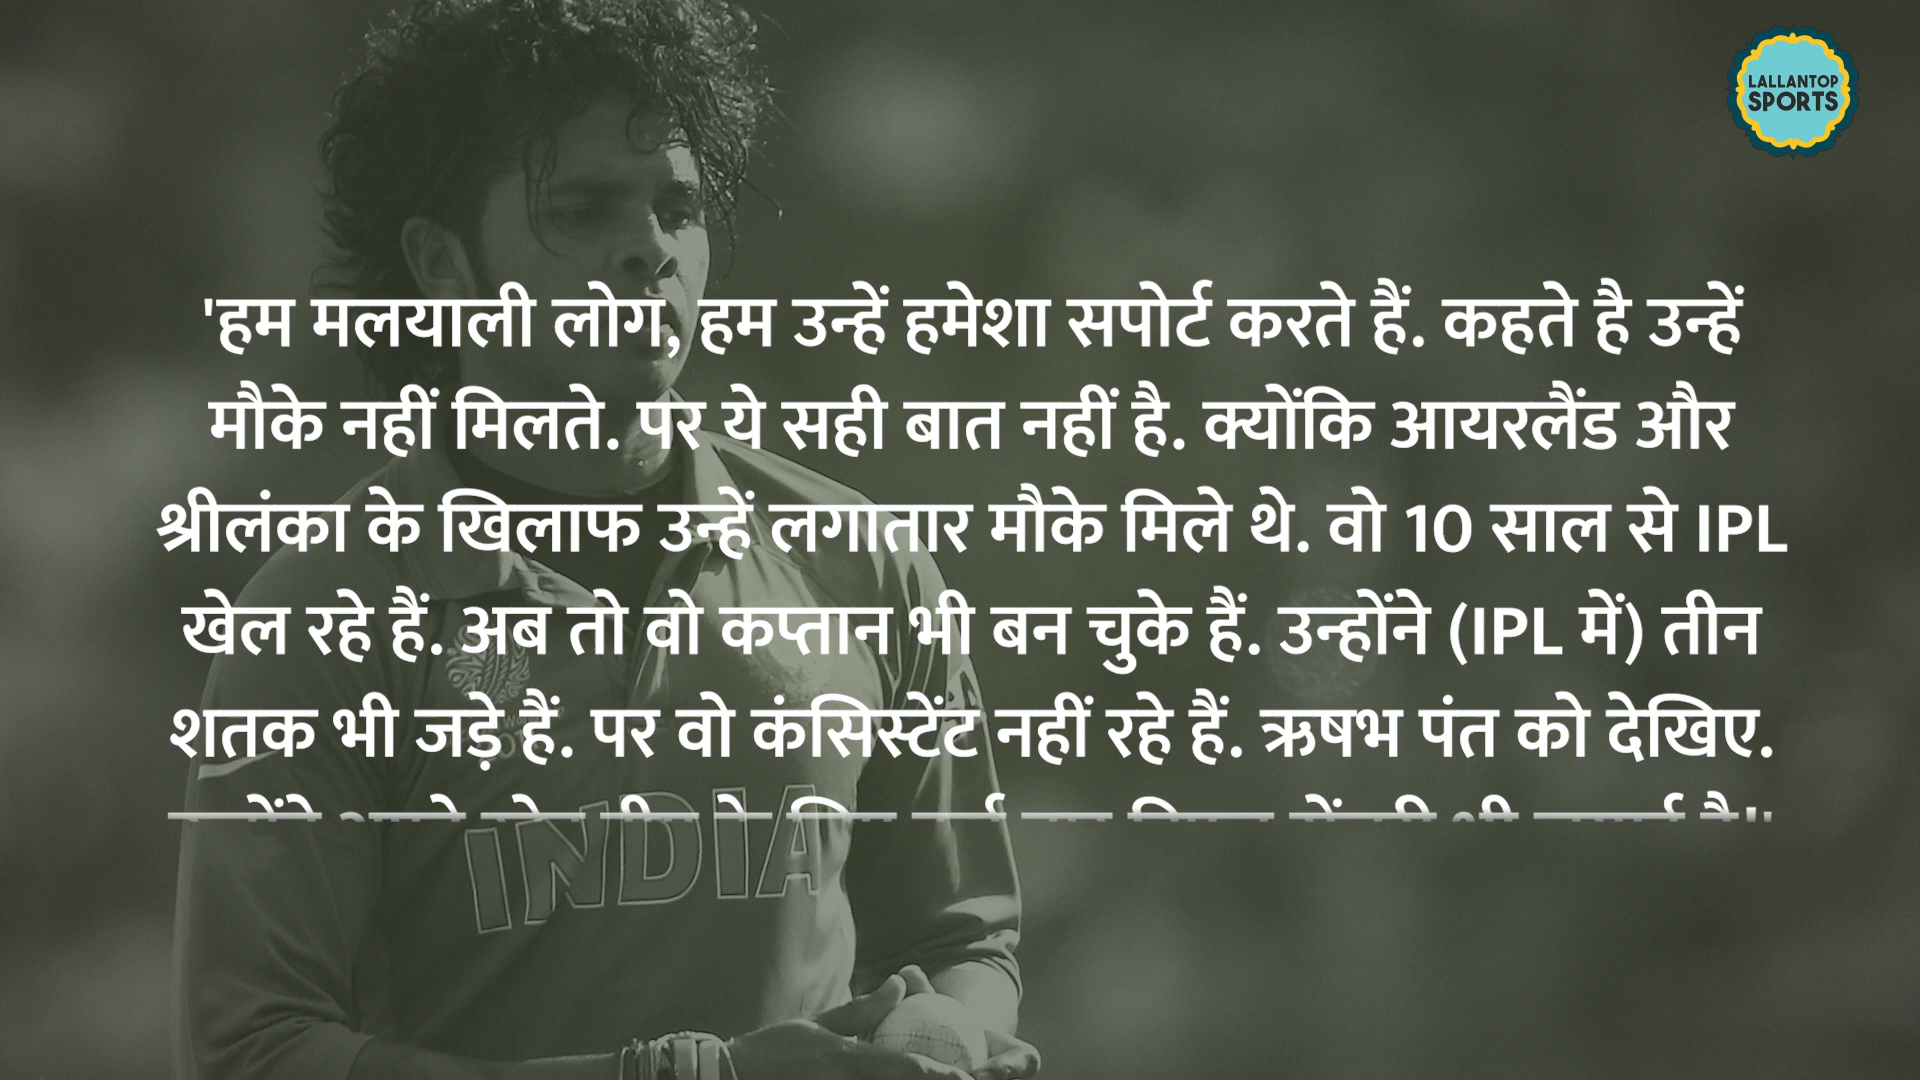 LALLANTOP
SPORTS
'हम मलयाली लोग, हम उन्हें हमेशा सपोर्ट करते हैं. कहते है उन्हें
मौके नहीं मिलते. पर ये सही बात नहीं है. क्योंकि आयरलैंड और
श्रीलंका के खिलाफ उन्हें लगातार मौके मिले थे. वो 10 साल से IPL
खेल रहे हैं. अब तो वो कप्तान भी बन चुके हैं. उन्होंने (IPL में) तीन
शतक भी जड़े हैं. पर वो कंसिस्टेंट नहीं रहे हैं. ऋषभ पंत को देखिए.
INDIA